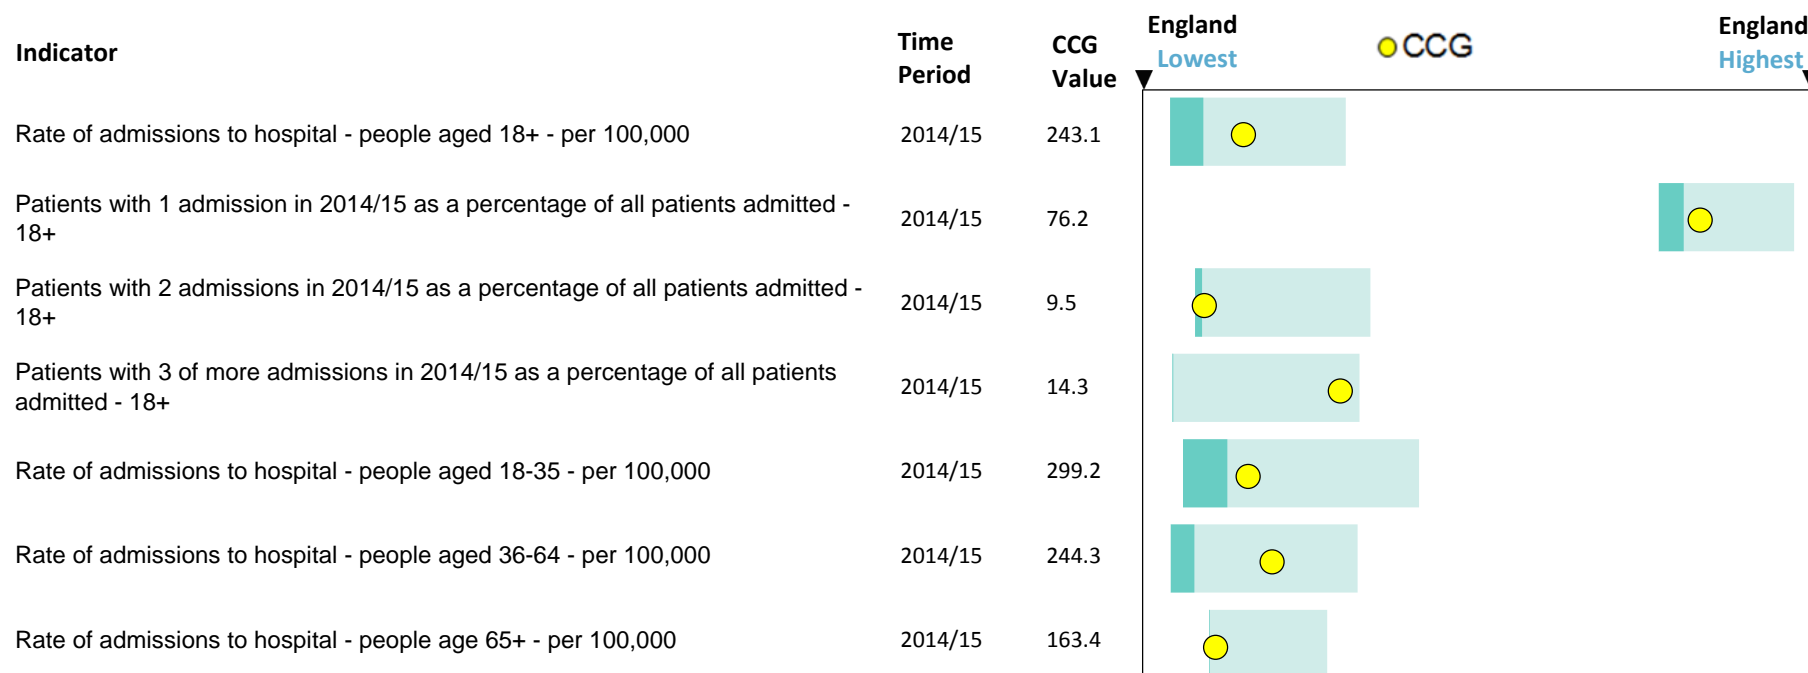 Indicator
Time Period
CCG Value
England Lowest
CCG
England Highest
Rate of admissions to hospital - people aged 18+ - per 100,000 2014/15 243.1
Patients with 1 admission in 2014/15 as a percentage of all patients admitted -
18+
2014/15 76.2
Patients with 2 admissions in 2014/15 as a percentage of all patients admitted -
18+
2014/15 9.5
Patients with 3 of more admissions in 2014/15 as a percentage of all patients
admitted - 18+
2014/15 14.3
Rate of admissions to hospital - people aged 18-35 - per 100,000 2014/15 299.2
Rate of admissions to hospital - people aged 36-64 - per 100,000 2014/15 244.3
Rate of admissions to hospital - people age 65+ - per 100,000 2014/15 163.4